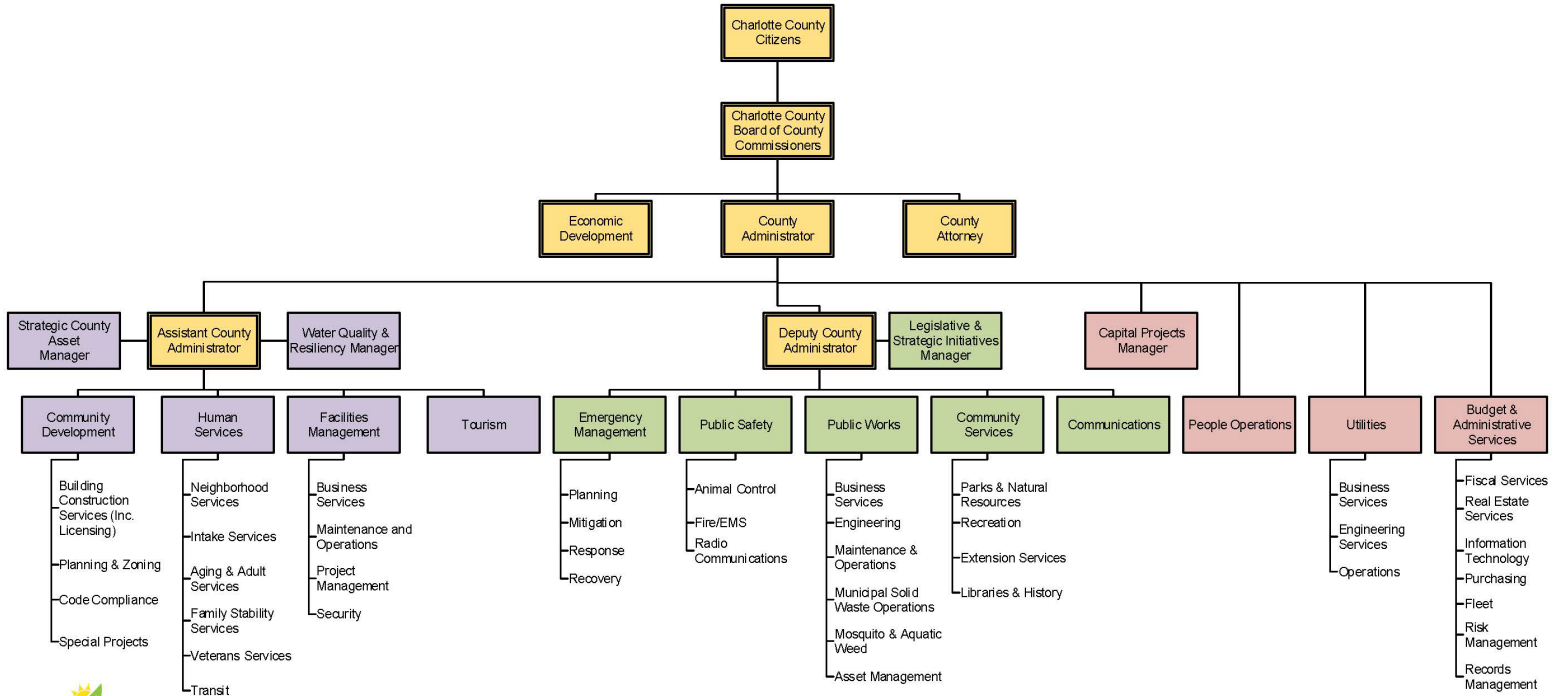 Charlotte County
Citizens
Charlotte County
Board of County
Commissioners
Economic
Development
County
Administrator
County
Attorney
Strategic County
Asset
Manager
Assistant County
Administrator
Water Quality &
Resiliency Manager
Deputy County
Administrator
Legislative &
Strategic Initiatives
Manager
Capital Projects
Manager
Community
Development
Human
Services
Facilities
Management
Tourism
Emergency
Management
Public Safety
Public Works
Community
Services
Communications
People Operations
Utilities
Budget &
Administrative
Services
Building
Construction
Services (Inc.
Licensing)
Planning & Zoning
Code Compliance
Special Projects
Neighborhood
Services
Intake Services
Aging & Adult
Services
Family Stability
Services
Veterans Services
Transit
Business
Services
Maintenance and
Operations
Project
Management
Security
Planning
Mitigation
Response
Recovery
Animal Control
Fire/EMS
Radio
Communications
Business
Services
Engineering
Maintenance &
Operations
Municipal Solid
Waste Operations
Mosquito & Aquatic
Weed
Asset Management
Parks & Natural
Resources
Recreation
Extension Services
Libraries & History
Business
Services
Engineering
Services
Operations
Fiscal Services
Real Estate
Services
Information
Technology
Purchasing
Fleet
Risk
Management
Records
Management